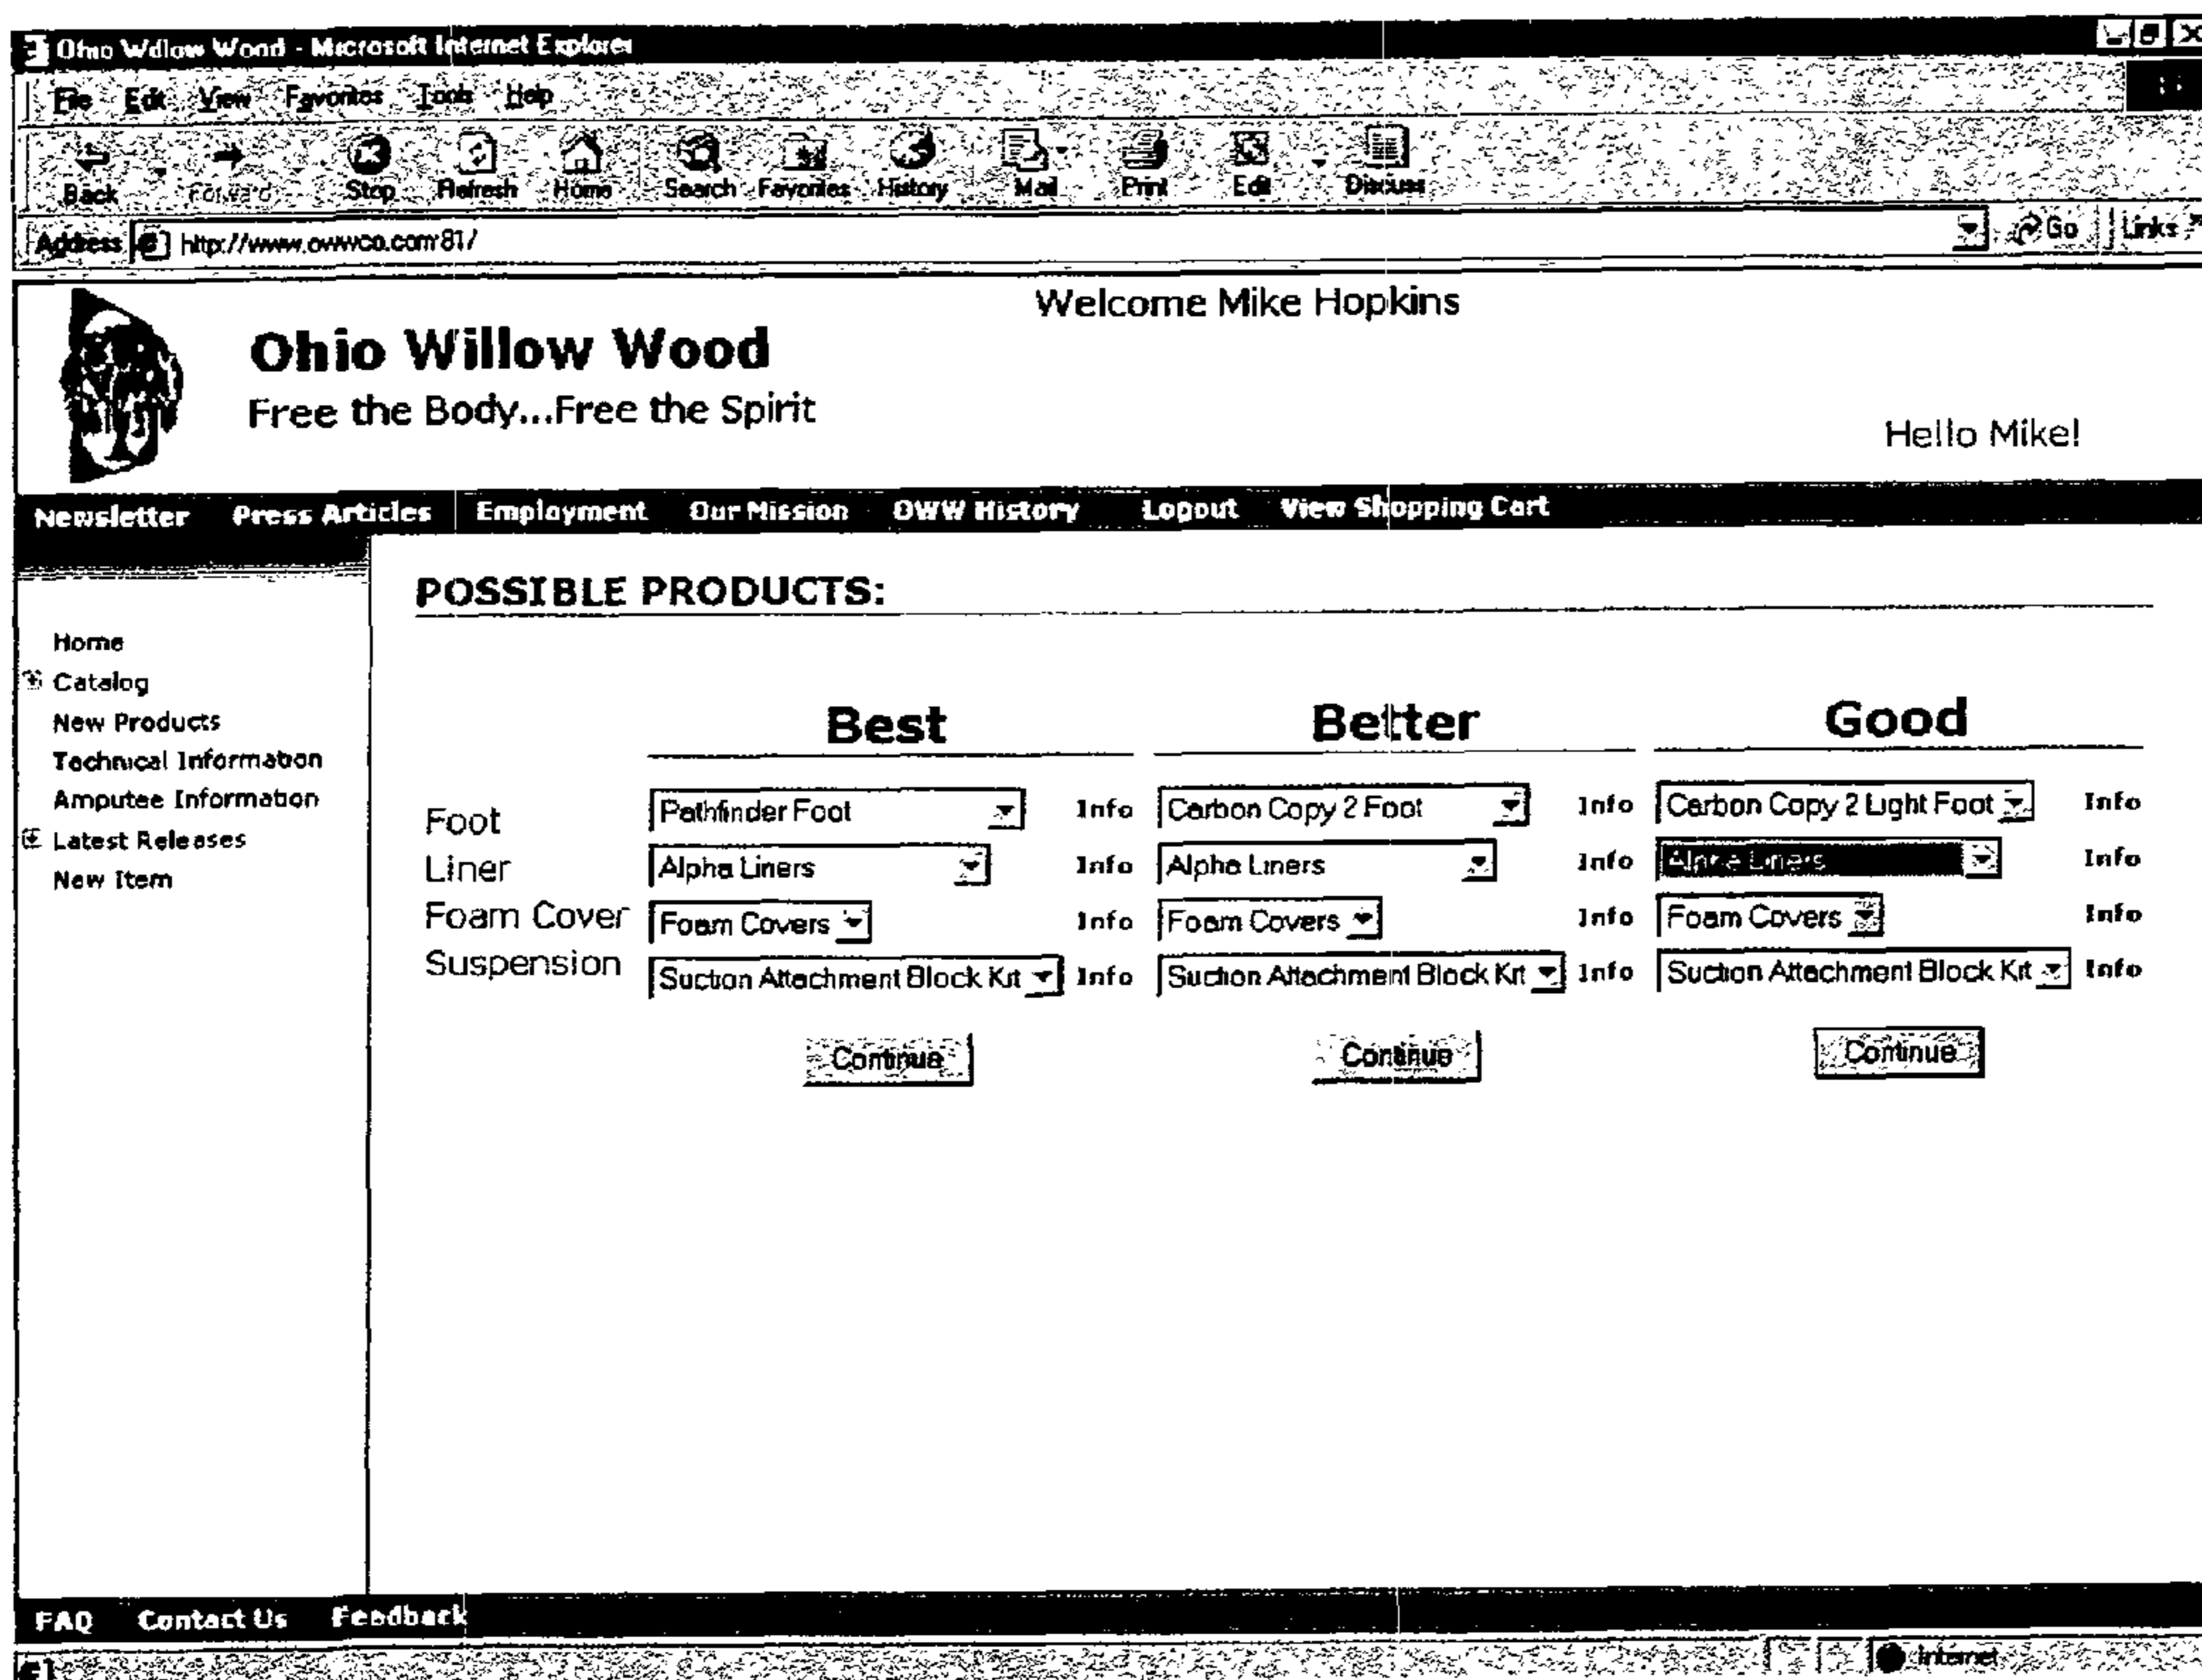 Ohio Willow Wood - Microsoft Internet Explorer
File Edit View Favorites Tools Help
Back Forward Stop Refresh Home Search Favorites History Mail Print Edit Discuss
Address http://www.owwco.com:81/ Go Links
Welcome Mike Hopkins
Ohio Willow Wood
Free the Body...Free the Spirit
Hello Mike!
Newsletter Press Articles Employment Our Mission OWW History Logout View Shopping Cart
POSSIBLE PRODUCTS:
Home
Catalog
New Products
Technical Information
Amputee Information
Latest Releases
New Item
Best Better Good
Foot Pathfinder Foot Info Carbon Copy 2 Foot Info Carbon Copy 2 Light Foot Info
Liner Alpha Liners Info Alpha Liners Info Alpha Liners Info
Foam Cover Foam Covers Info Foam Covers Info Foam Covers Info
Suspension Suction Attachment Block Kit Info Suction Attachment Block Kit Info Suction Attachment Block Kit Info
Continue Continue Continue
FAQ Contact Us Feedback
Internet